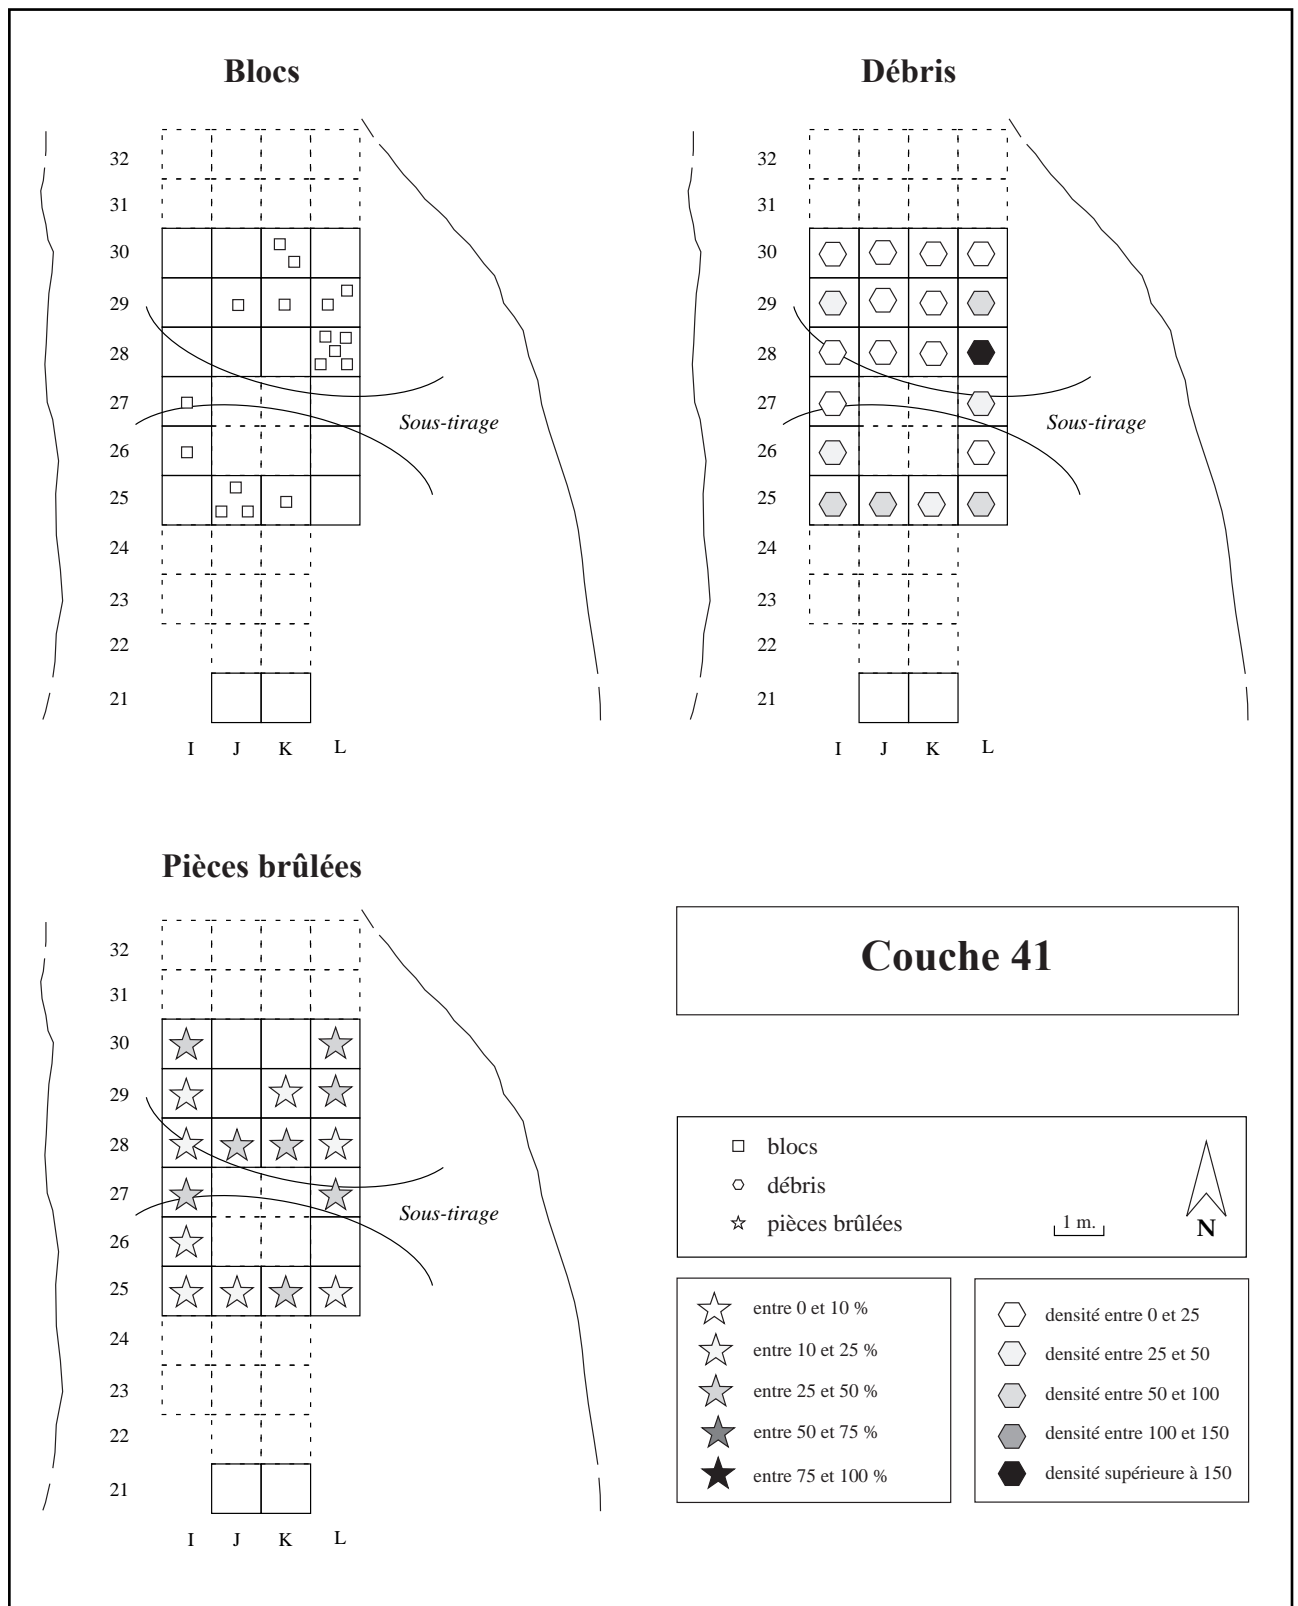 Blocs
32
31
30
29
28
27
26
25
24
23
22
21
I J K L
Sous-tirage
Débris
32
31
30
29
28
27
26
25
24
23
22
21
I J K L
Sous-tirage
Pièces brûlées
32
31
30
29
28
27
26
25
24
23
22
21
I J K L
Sous-tirage
Couche 41
blocs
débris
pièces brûlées
1 m.
N
entre 0 et 10 %
entre 10 et 25 %
entre 25 et 50 %
entre 50 et 75 %
entre 75 et 100 %
densité entre 0 et 25
densité entre 25 et 50
densité entre 50 et 100
densité entre 100 et 150
densité supérieure à 150